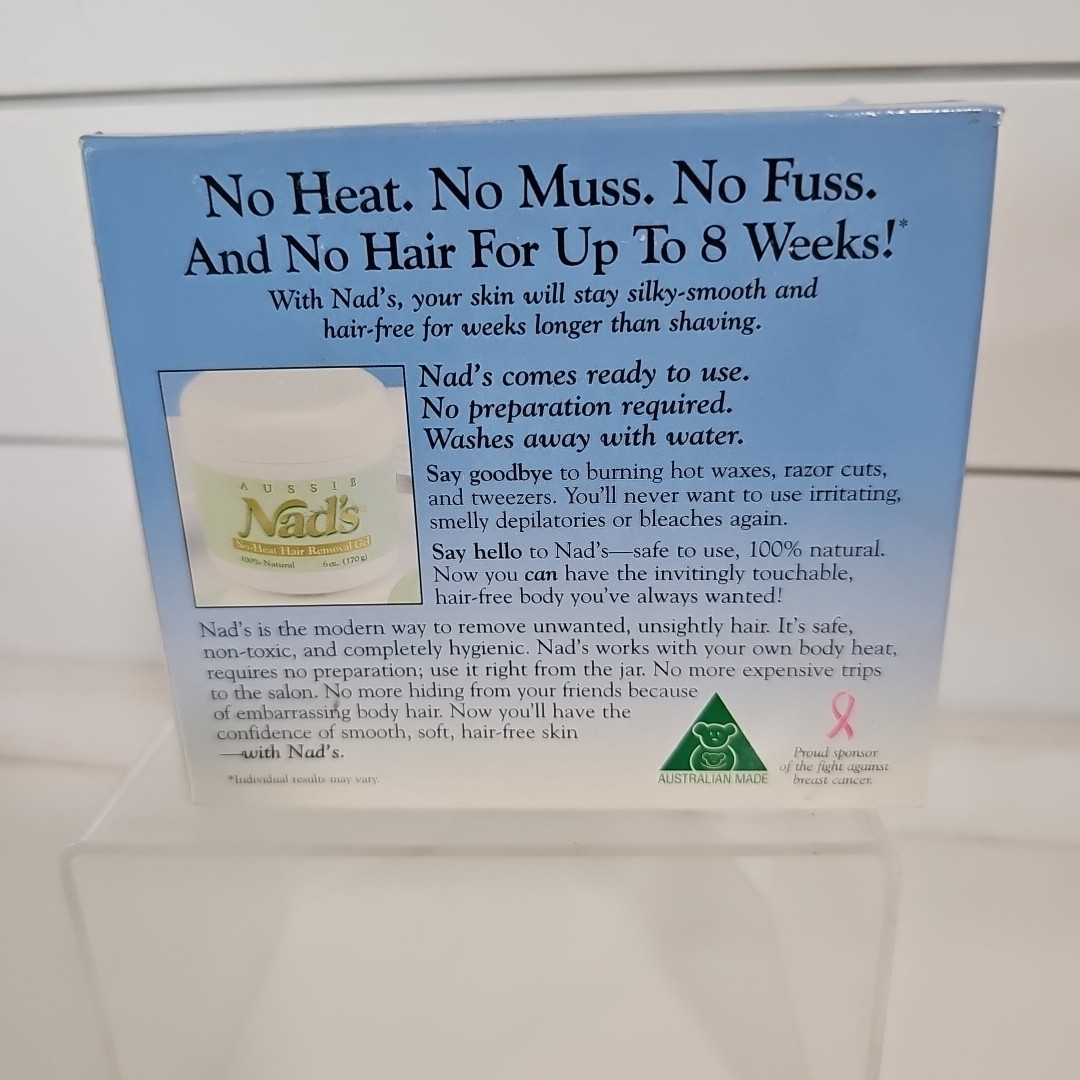 No Heat. No Muss. No Fuss.
And No Hair For Up To 8 Weeks!*
With Nad's, your skin will stay silky-smooth and
hair-free for weeks longer than shaving.
AUSSIE
Nad's®
No-Heat Hair Removal Gel
100% Natural 6 oz. (170 g)
Nad's comes ready to use.
No preparation required.
Washes away with water.
Say goodbye to burning hot waxes, razor cuts,
and tweezers. You'll never want to use irritating,
smelly depilatories or bleaches again.
Say hello to Nad's—safe to use, 100% natural.
Now you can have the invitingly touchable,
hair-free body you've always wanted!
Nad's is the modern way to remove unwanted, unsightly hair. It's safe,
non-toxic, and completely hygienic. Nad's works with your own body heat,
requires no preparation; use it right from the jar. No more expensive trips
to the salon. No more hiding from your friends because
of embarrassing body hair. Now you'll have the
confidence of smooth, soft, hair-free skin
—with Nad's.
*Individual results may vary.
AUSTRALIAN MADE
Proud sponsor
of the fight against
breast cancer.